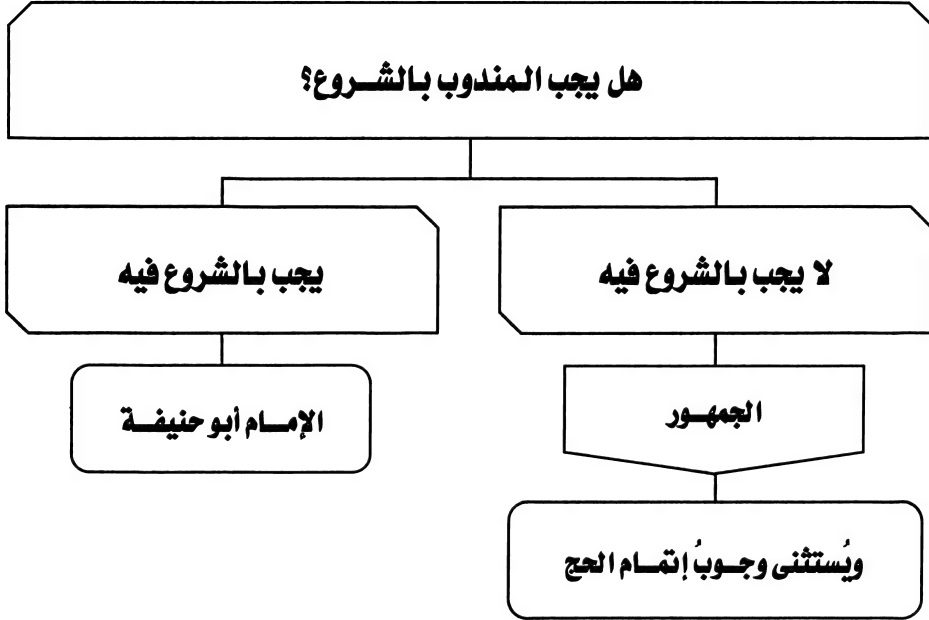 هل يجب المندوب بالشروع؟
لا يجب بالشروع فيه
يجب بالشروع فيه
الجمهور
الإمام أبو حنيفة
ويُستثنى وجوبُ إتمام الحج